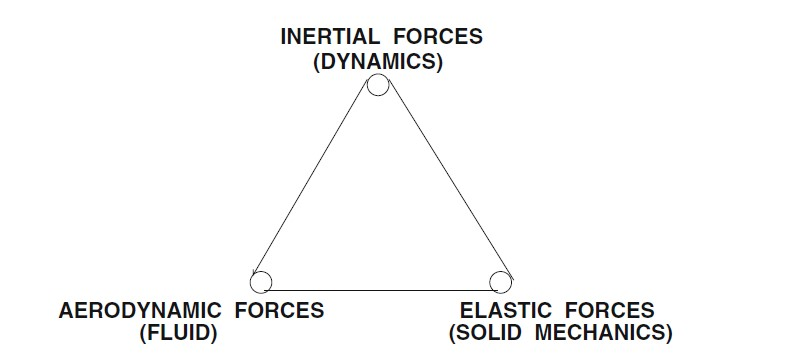 INERTIAL FORCES
(DYNAMICS)
AERODYNAMIC FORCES
(FLUID)
ELASTIC FORCES
(SOLID MECHANICS)